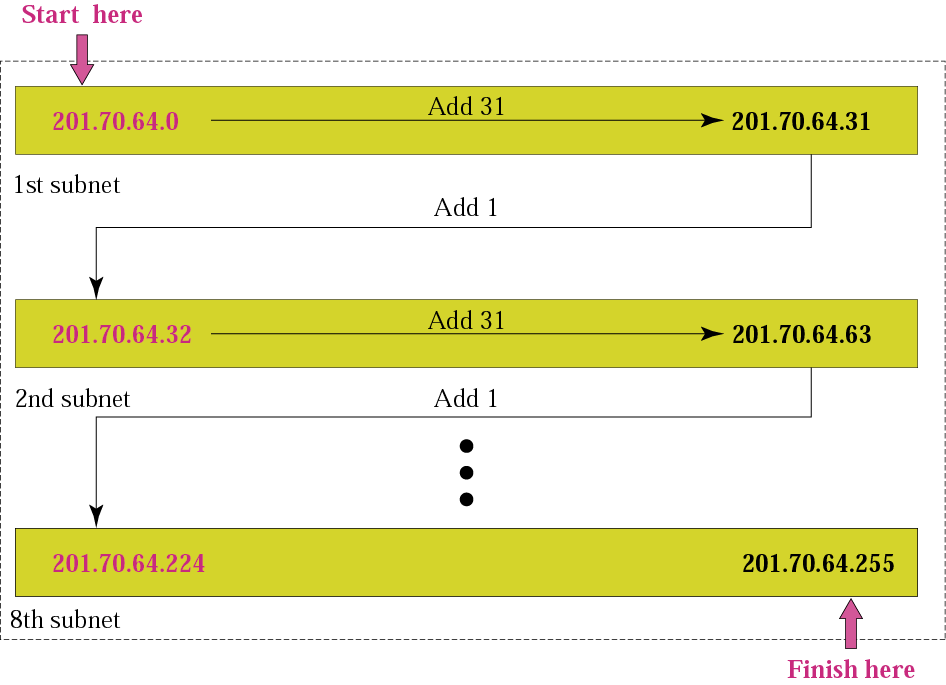 Start here
201.70.64.0 Add 31 201.70.64.31
1st subnet
Add 1
201.70.64.32 Add 31 201.70.64.63
2nd subnet Add 1
201.70.64.224 201.70.64.255
8th subnet
Finish here